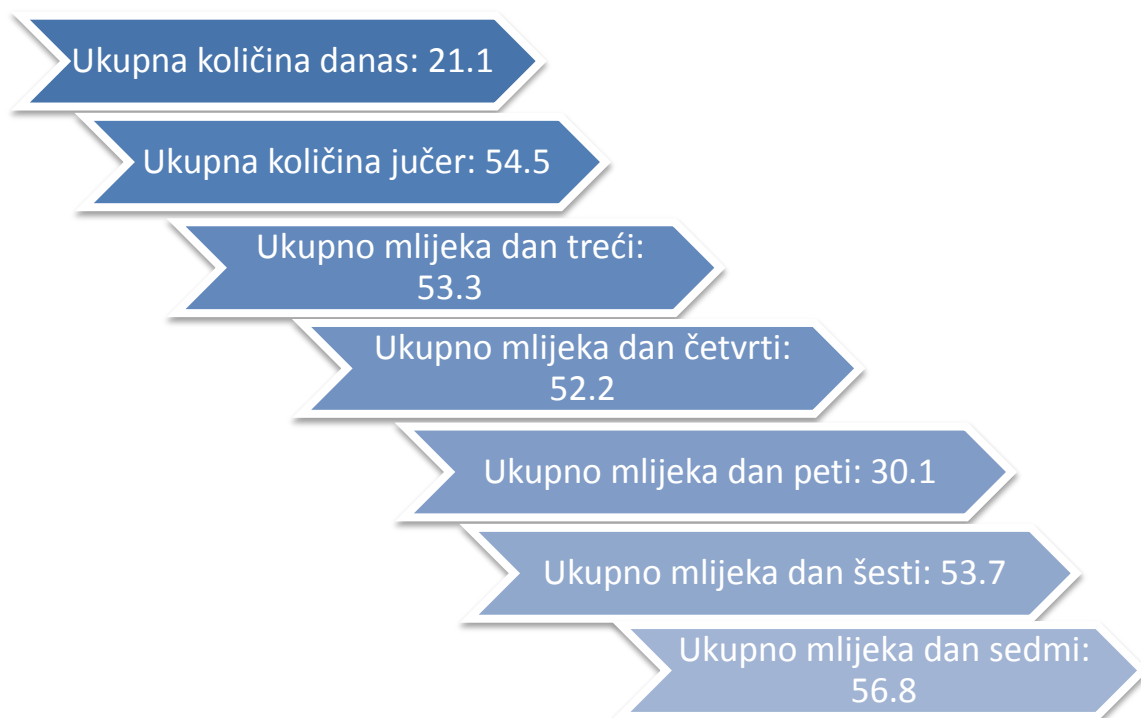 Ukupna količina danas: 21.1
Ukupna količina jučer: 54.5
Ukupno mlijeka dan treći:
53.3
Ukupno mlijeka dan četvrti:
52.2
Ukupno mlijeka dan peti: 30.1
Ukupno mlijeka dan šesti: 53.7
Ukupno mlijeka dan sedmi:
56.8